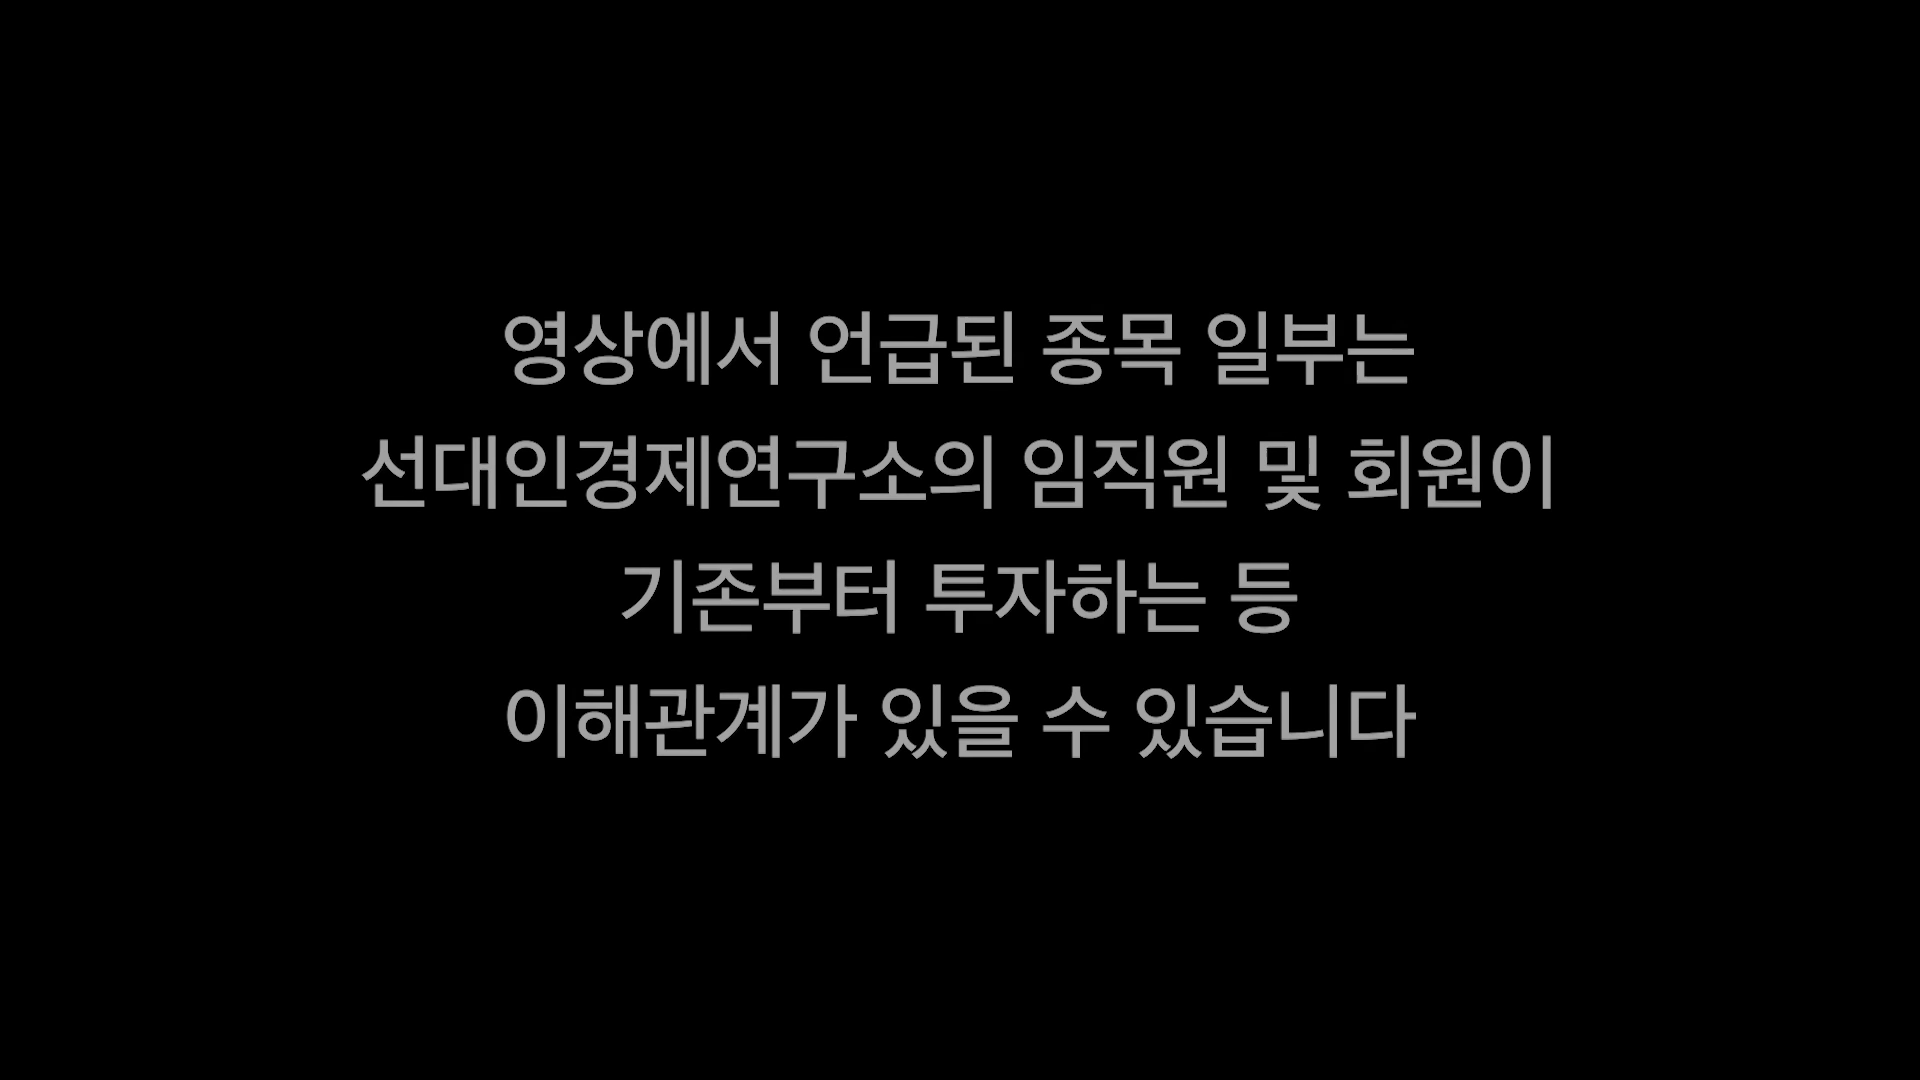 영상에서 언급된 종목 일부는
선대인경제연구소의 임직원 및 회원이
기존부터 투자하는 등
이해관계가 있을 수 있습니다